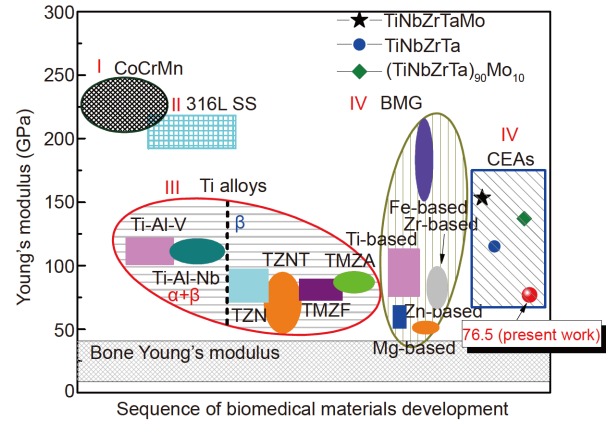 300
250
200
150
100
50
0
Young's modulus (GPa)
Sequence of biomedical materials development
TiNbZrTaMo
TiNbZrTa
(TiNbZrTa)90Mo10
I CoCrMn
II 316L SS
III
Ti alloys
β
Ti-Al-V
Ti-Al-Nb
α+β
TZNT
TMZA
TZN
TMZF
IV BMG
Fe-based
Zr-based
Ti-based
Zn-based
Mg-based
IV
CEAs
76.5 (present work)
Bone Young's modulus